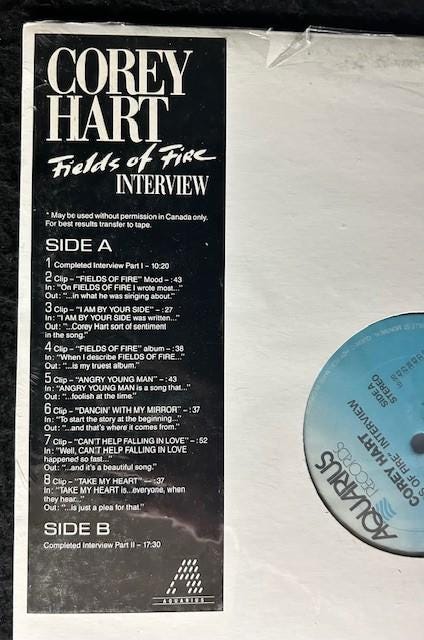 COREY
HART
Fields of Fire
INTERVIEW
* May be used without permission in Canada only.
For best results transfer to tape.
SIDE A
1 Completed Interview Part I – 10:20
2 Clip – "FIELDS OF FIRE" Mood – :43
In: "On FIELDS OF FIRE I wrote most..."
Out: "...in what he was singing about."
3 Clip – "I AM BY YOUR SIDE" – :27
In: "I AM BY YOUR SIDE was written..."
Out: "...Corey Hart sort of sentiment
in the song."
4 Clip – "FIELDS OF FIRE" album – :38
In: "When I describe FIELDS OF FIRE..."
Out: "...is my truest album."
5 Clip – "ANGRY YOUNG MAN" – :43
In: "ANGRY YOUNG MAN is a song that..."
Out: "...foolish at the time."
6 Clip – "DANCIN' WITH MY MIRROR" – :37
In: "To start the story at the beginning..."
Out: "...and that's where it comes from."
7 Clip – "CAN'T HELP FALLING IN LOVE" – :52
In: "Well, CAN'T HELP FALLING IN LOVE
happened so fast..."
Out: "...and it's a beautiful song."
8 Clip – "TAKE MY HEART" – :37
In: "TAKE MY HEART is...everyone, when
they hear..."
Out: "...is just a plea for that."
SIDE B
Completed Interview Part II – 17:30
AQUARIUS
SIDE A
STEREO
AQUARIUS
RECORDS
COREY HART
S OF FIRE" INTERVIEW